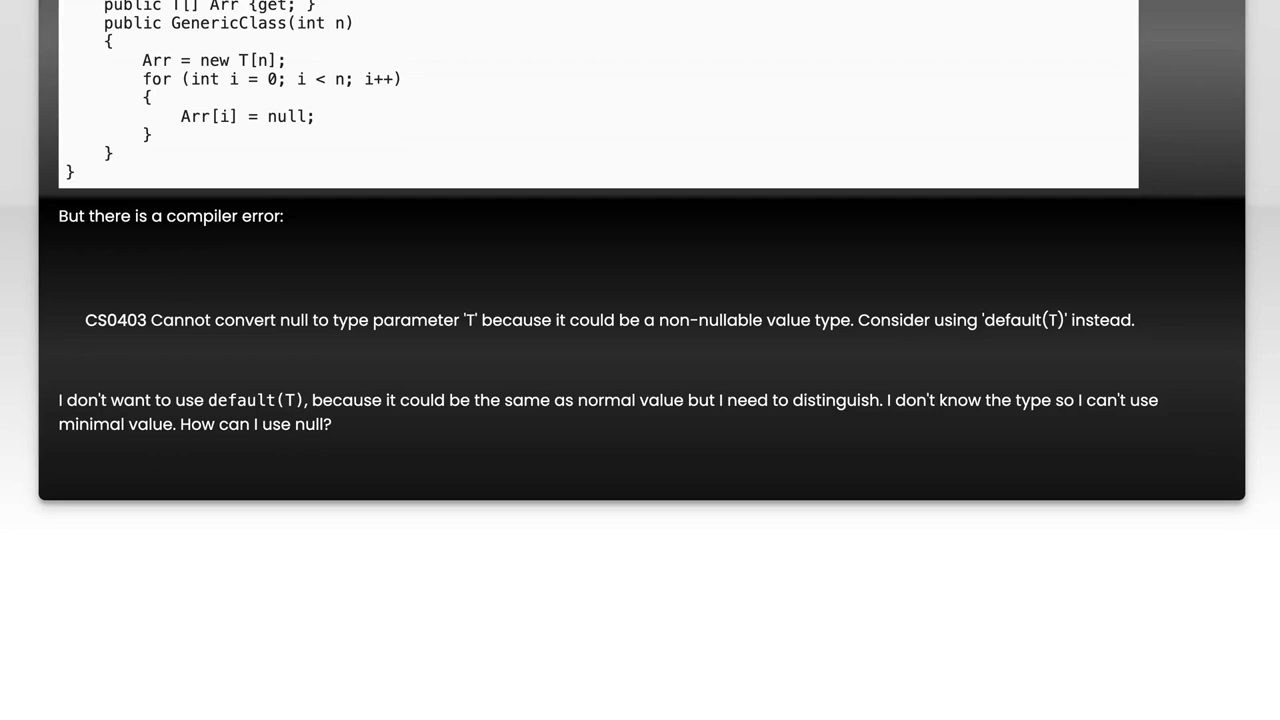 public T[] Arr {get; }
public GenericClass(int n)
{
Arr = new T[n];
for (int i = 0; i < n; i++)
{
Arr[i] = null;
}
}
}
But there is a compiler error:
CS0403 Cannot convert null to type parameter 'T' because it could be a non-nullable value type. Consider using 'default(T)' instead.
I don't want to use default(T), because it could be the same as normal value but I need to distinguish. I don't know the type so I can't use
minimal value. How can I use null?